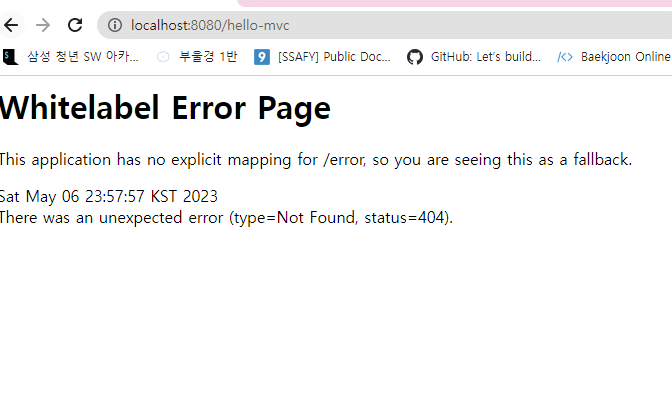 localhost:8080/hello-mvc
삼성 청년 SW 아카... 부울경 1반 [SSAFY] Public Doc... GitHub: Let's build... Baekjoon Online
Whitelabel Error Page
This application has no explicit mapping for /error, so you are seeing this as a fallback.
Sat May 06 23:57:57 KST 2023
There was an unexpected error (type=Not Found, status=404).